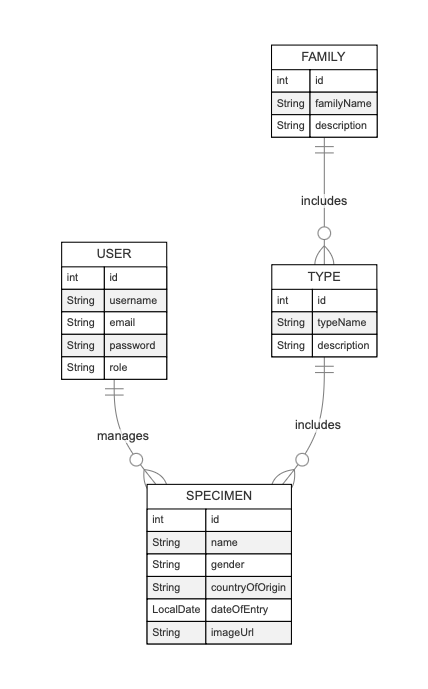 FAMILY
int id
String familyName
String description
includes
USER
int id
String username
String email
String password
String role
TYPE
int id
String typeName
String description
manages
includes
SPECIMEN
int id
String name
String gender
String countryOfOrigin
LocalDate dateOfEntry
String imageUrl